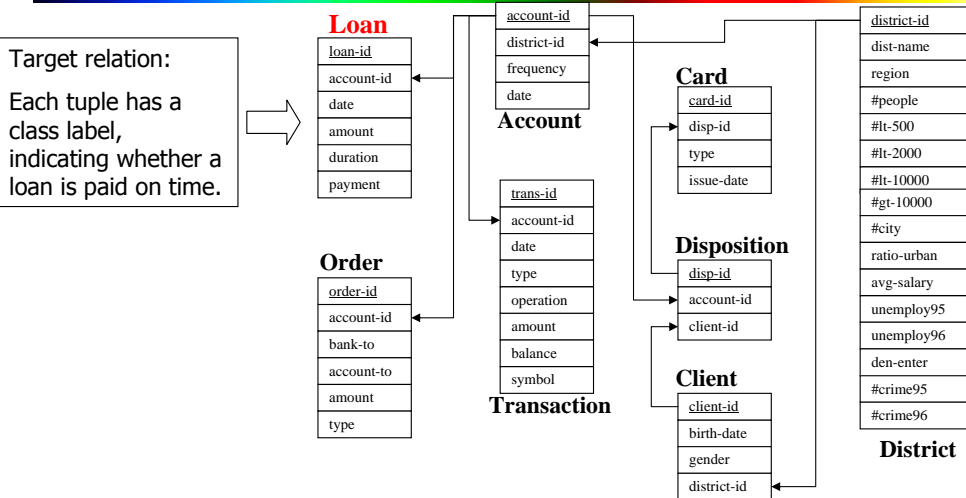 Target relation:
Each tuple has a
class label,
indicating whether a
loan is paid on time.
Loan
loan-id
account-id
date
amount
duration
payment
Order
order-id
account-id
bank-to
account-to
amount
type
account-id
district-id
frequency
date
Account
trans-id
account-id
date
type
operation
amount
balance
symbol
Transaction
Card
card-id
disp-id
type
issue-date
Disposition
disp-id
account-id
client-id
Client
client-id
birth-date
gender
district-id
district-id
dist-name
region
#people
#lt-500
#lt-2000
#lt-10000
#gt-10000
#city
ratio-urban
avg-salary
unemploy95
unemploy96
den-enter
#crime95
#crime96
District